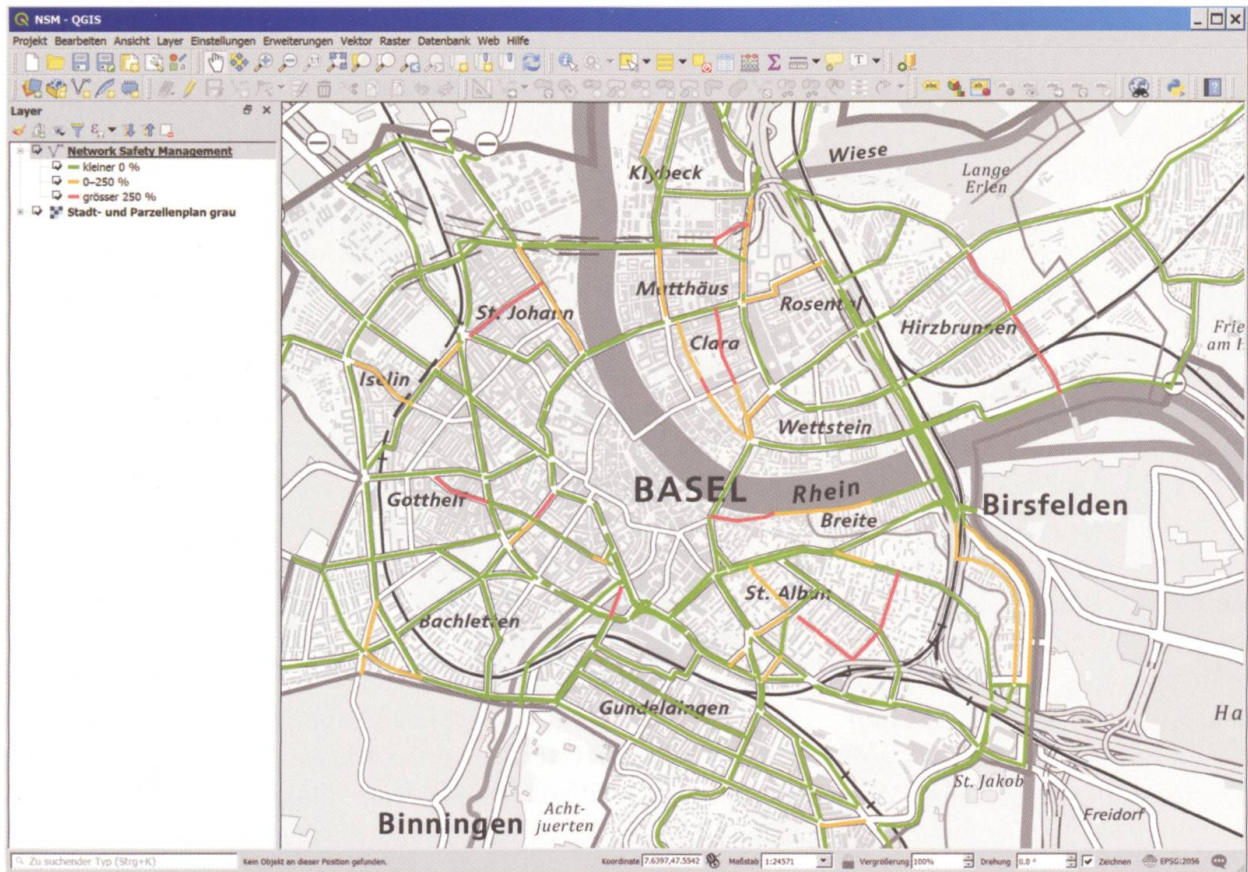 NSM - QGIS
Projekt Bearbeiten Ansicht Layer Einstellungen Erweiterungen Vektor Raster Datenbank Web Hilfe
Layer
Network Safety Management
kleiner 0 %
0–250 %
grösser 250 %
Stadt- und Parzellenplan grau
Wiese
Klybeck
Lange
Erlen
Matthäus
Rosental
St. Johann
Hirzbrunnen
Clara
Frie
am H
Iselin
Wettstein
BASEL
Rhein
Gotthelf
Breite
Birsfelden
St. Alban
Bachletten
Gundeldingen
Ha
St. Jakob
Acht-
juerten
Binningen
Freidorf
Zu suchender Typ (Strg+K)
Kein Objekt an dieser Position gefunden.
Koordinate 7.6397,47.5542
Maßstab 1:24571
Vergrößerung 100%
Drehung 0.0 °
Zeichnen
EPSG:2056